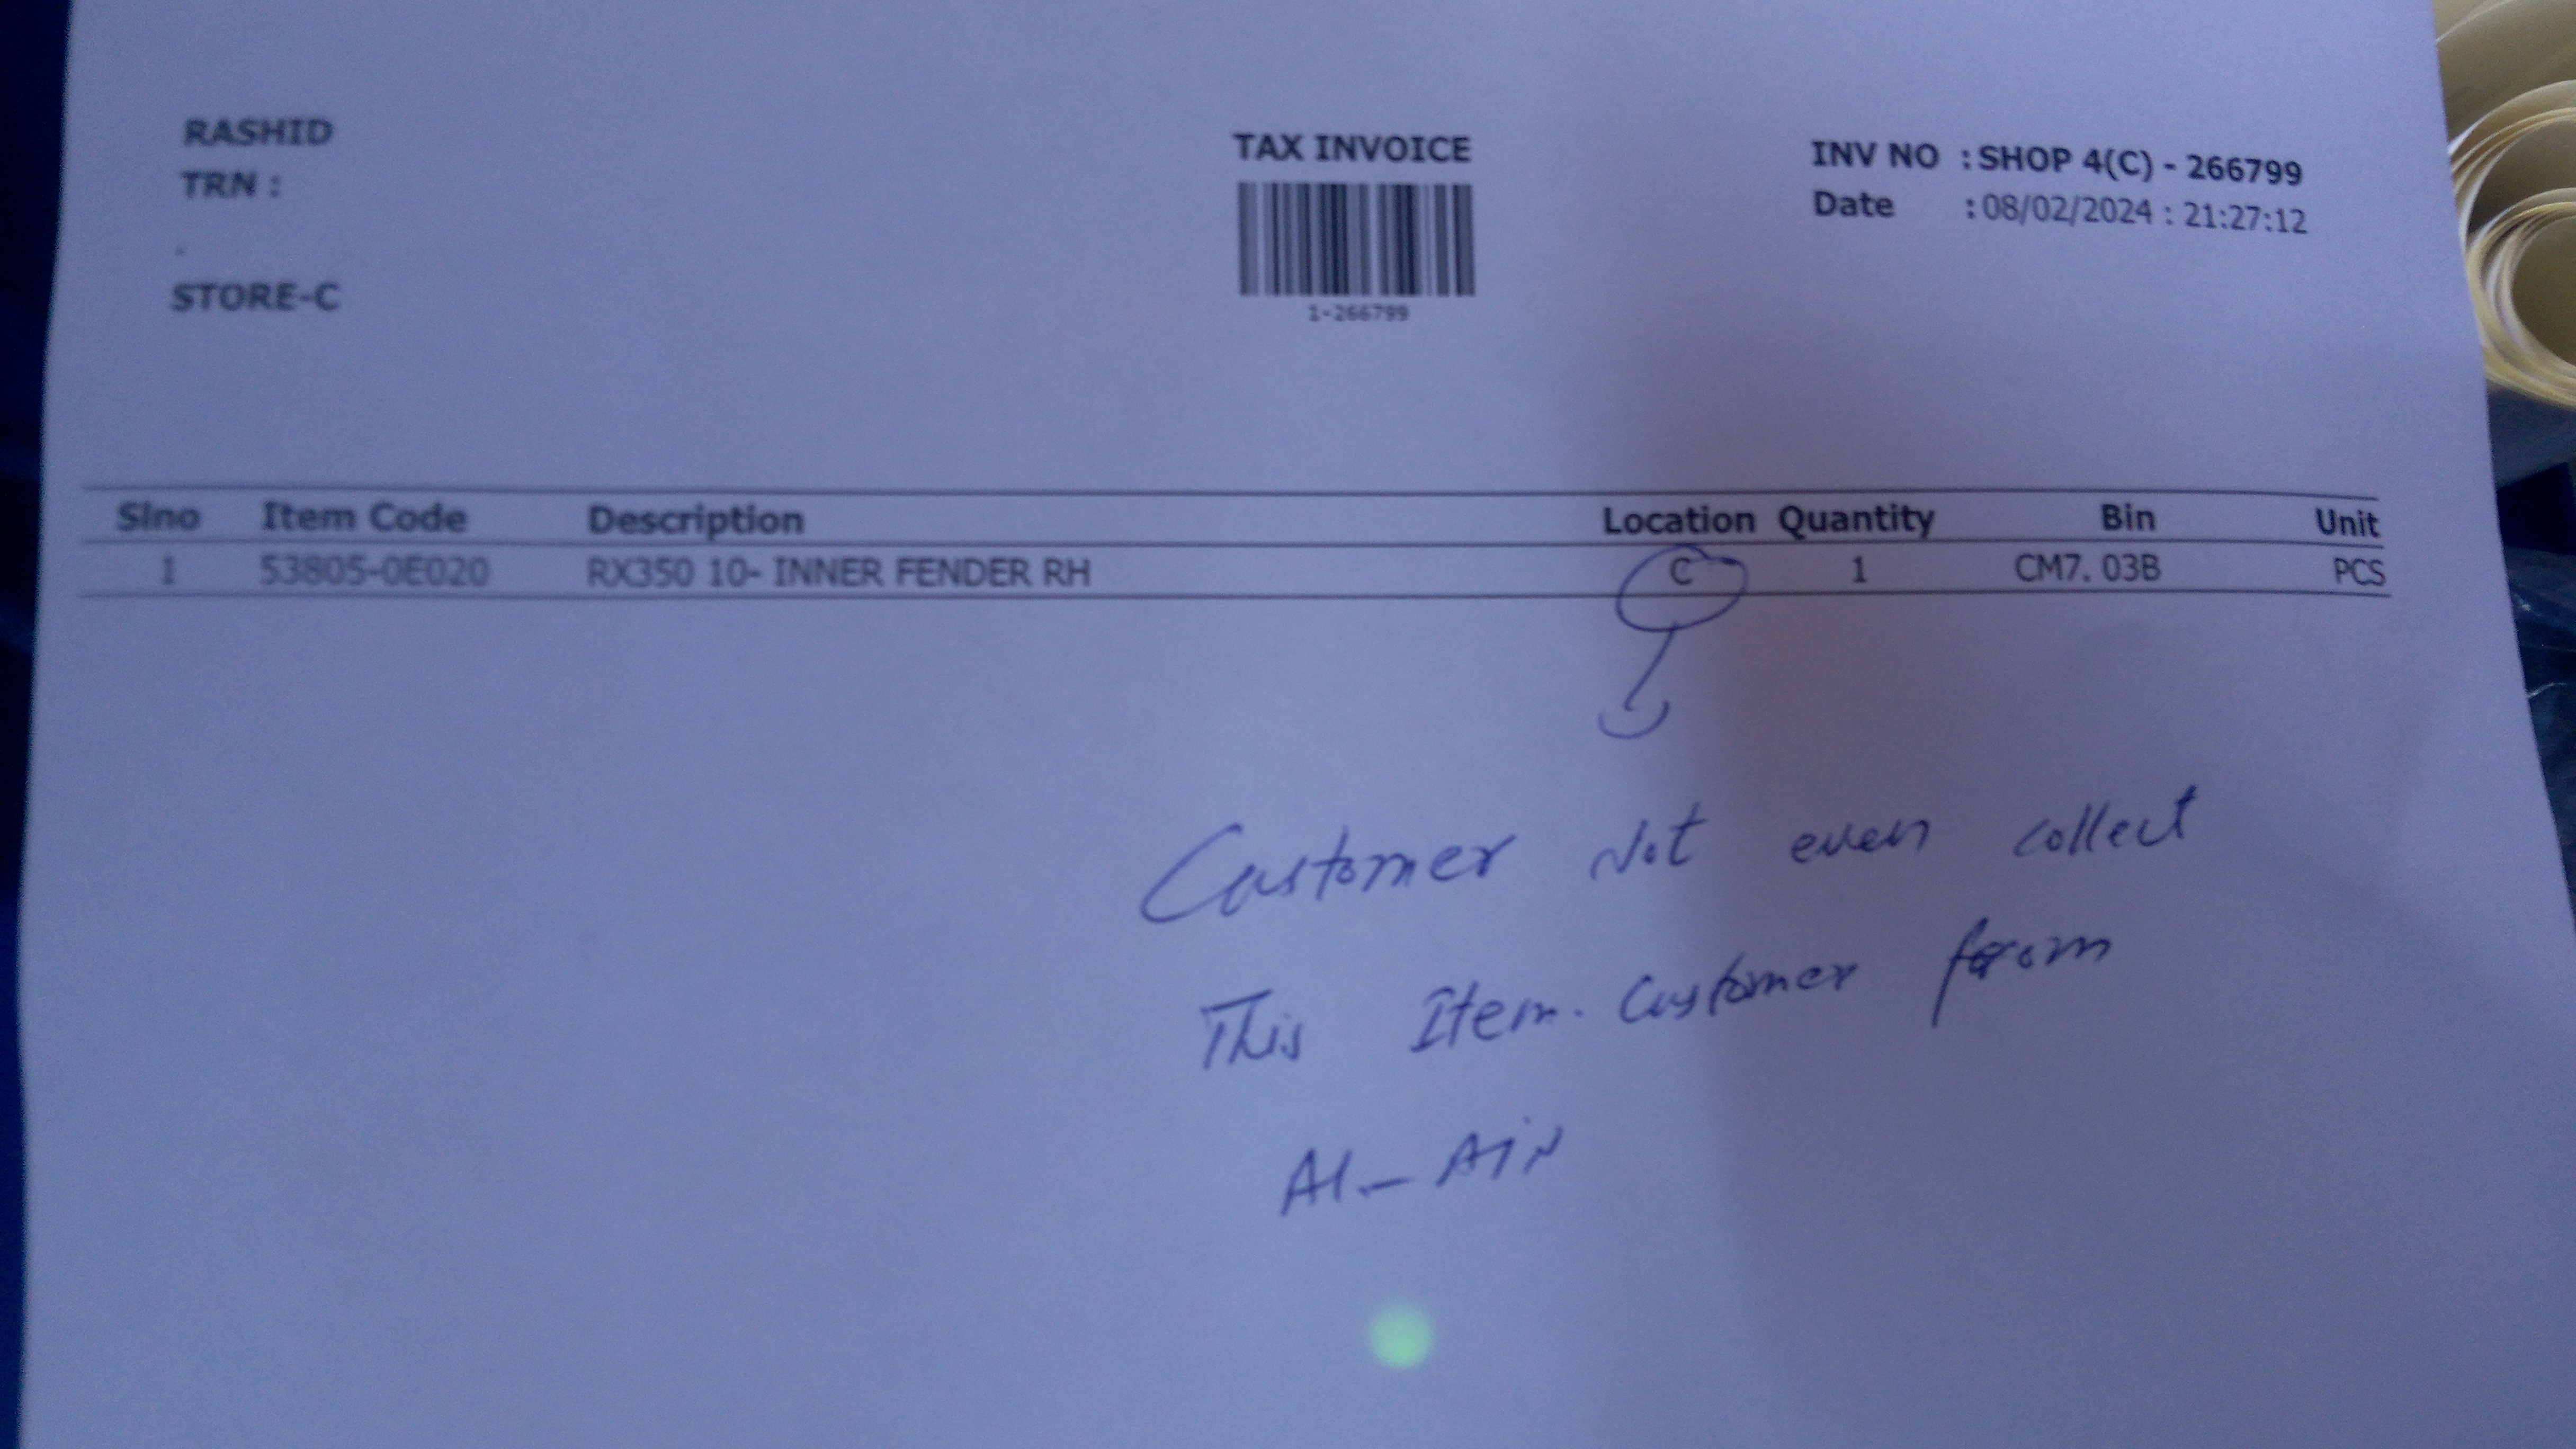 RASHID
TRN :
.
STORE-C
TAX INVOICE
1-266799
INV NO : SHOP 4(C) - 266799
Date : 08/02/2024 : 21:27:12
Slno Item Code Description Location Quantity Bin Unit
1 53805-0E020 RX350 10- INNER FENDER RH C 1 CM7. 03B PCS
Customer Not even collect
This Item. Customer forom
Al-AiN